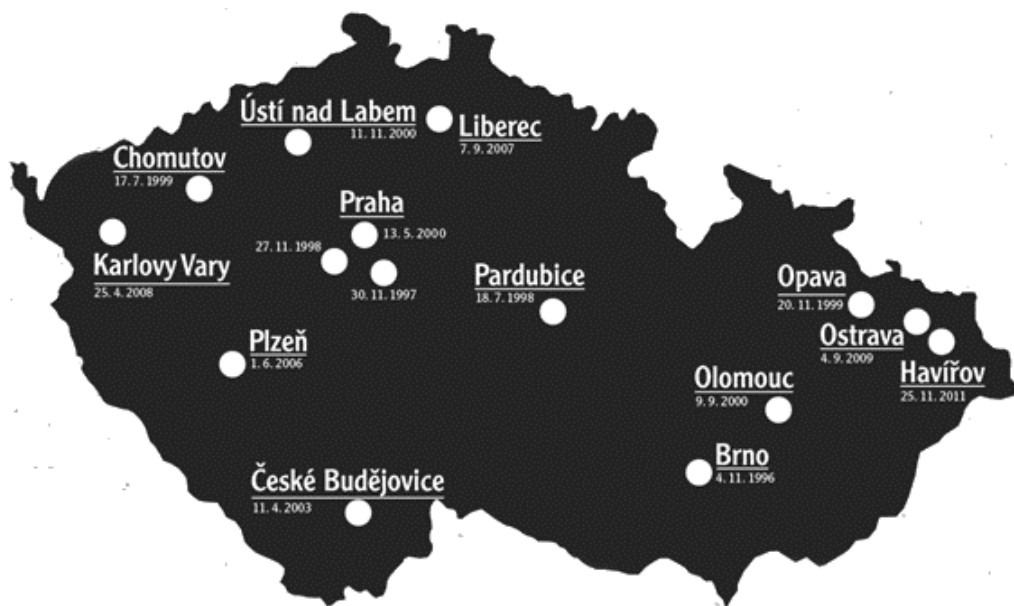 Ústí nad Labem
11. 11. 2000
Liberec
7. 9. 2007
Chomutov
17. 7. 1999
Praha
13. 5. 2000
27. 11. 1998
30. 11. 1997
Karlovy Vary
25. 4. 2008
Pardubice
18. 7. 1998
Opava
20. 11. 1999
Ostrava
4. 9. 2009
Havířov
25. 11. 2011
Plzeň
1. 6. 2006
Olomouc
9. 9. 2000
Brno
4. 11. 1996
České Budějovice
11. 4. 2003